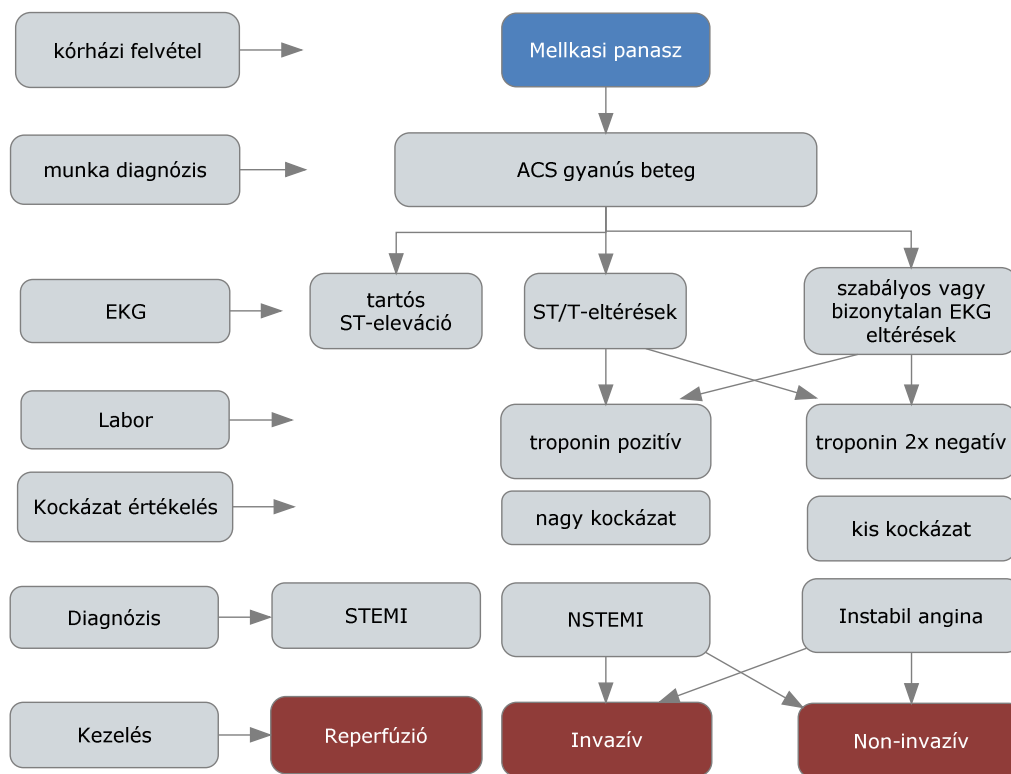 kórházi felvétel
Mellkasi panasz
munka diagnózis
ACS gyanús beteg
EKG
tartós
ST-eleváció
ST/T-eltérések
szabályos vagy
bizonytalan EKG
eltérések
Labor
troponin pozitív
troponin 2x negatív
Kockázat értékelés
nagy kockázat
kis kockázat
Diagnózis
STEMI
NSTEMI
Instabil angina
Kezelés
Reperfúzió
Invazív
Non-invazív